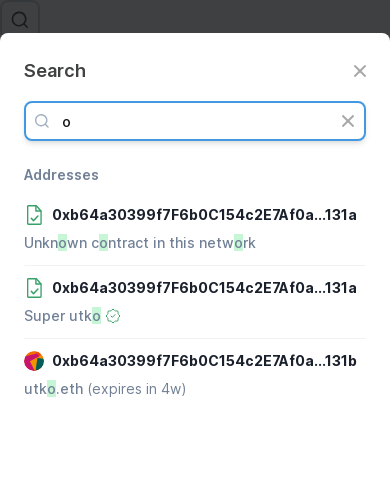 Search
o
Addresses
0xb64a30399f7F6b0C154c2E7Af0a...131a
Unknown contract in this network
0xb64a30399f7F6b0C154c2E7Af0a...131a
Super utko
0xb64a30399f7F6b0C154c2E7Af0a...131b
utko.eth (expires in 4w)